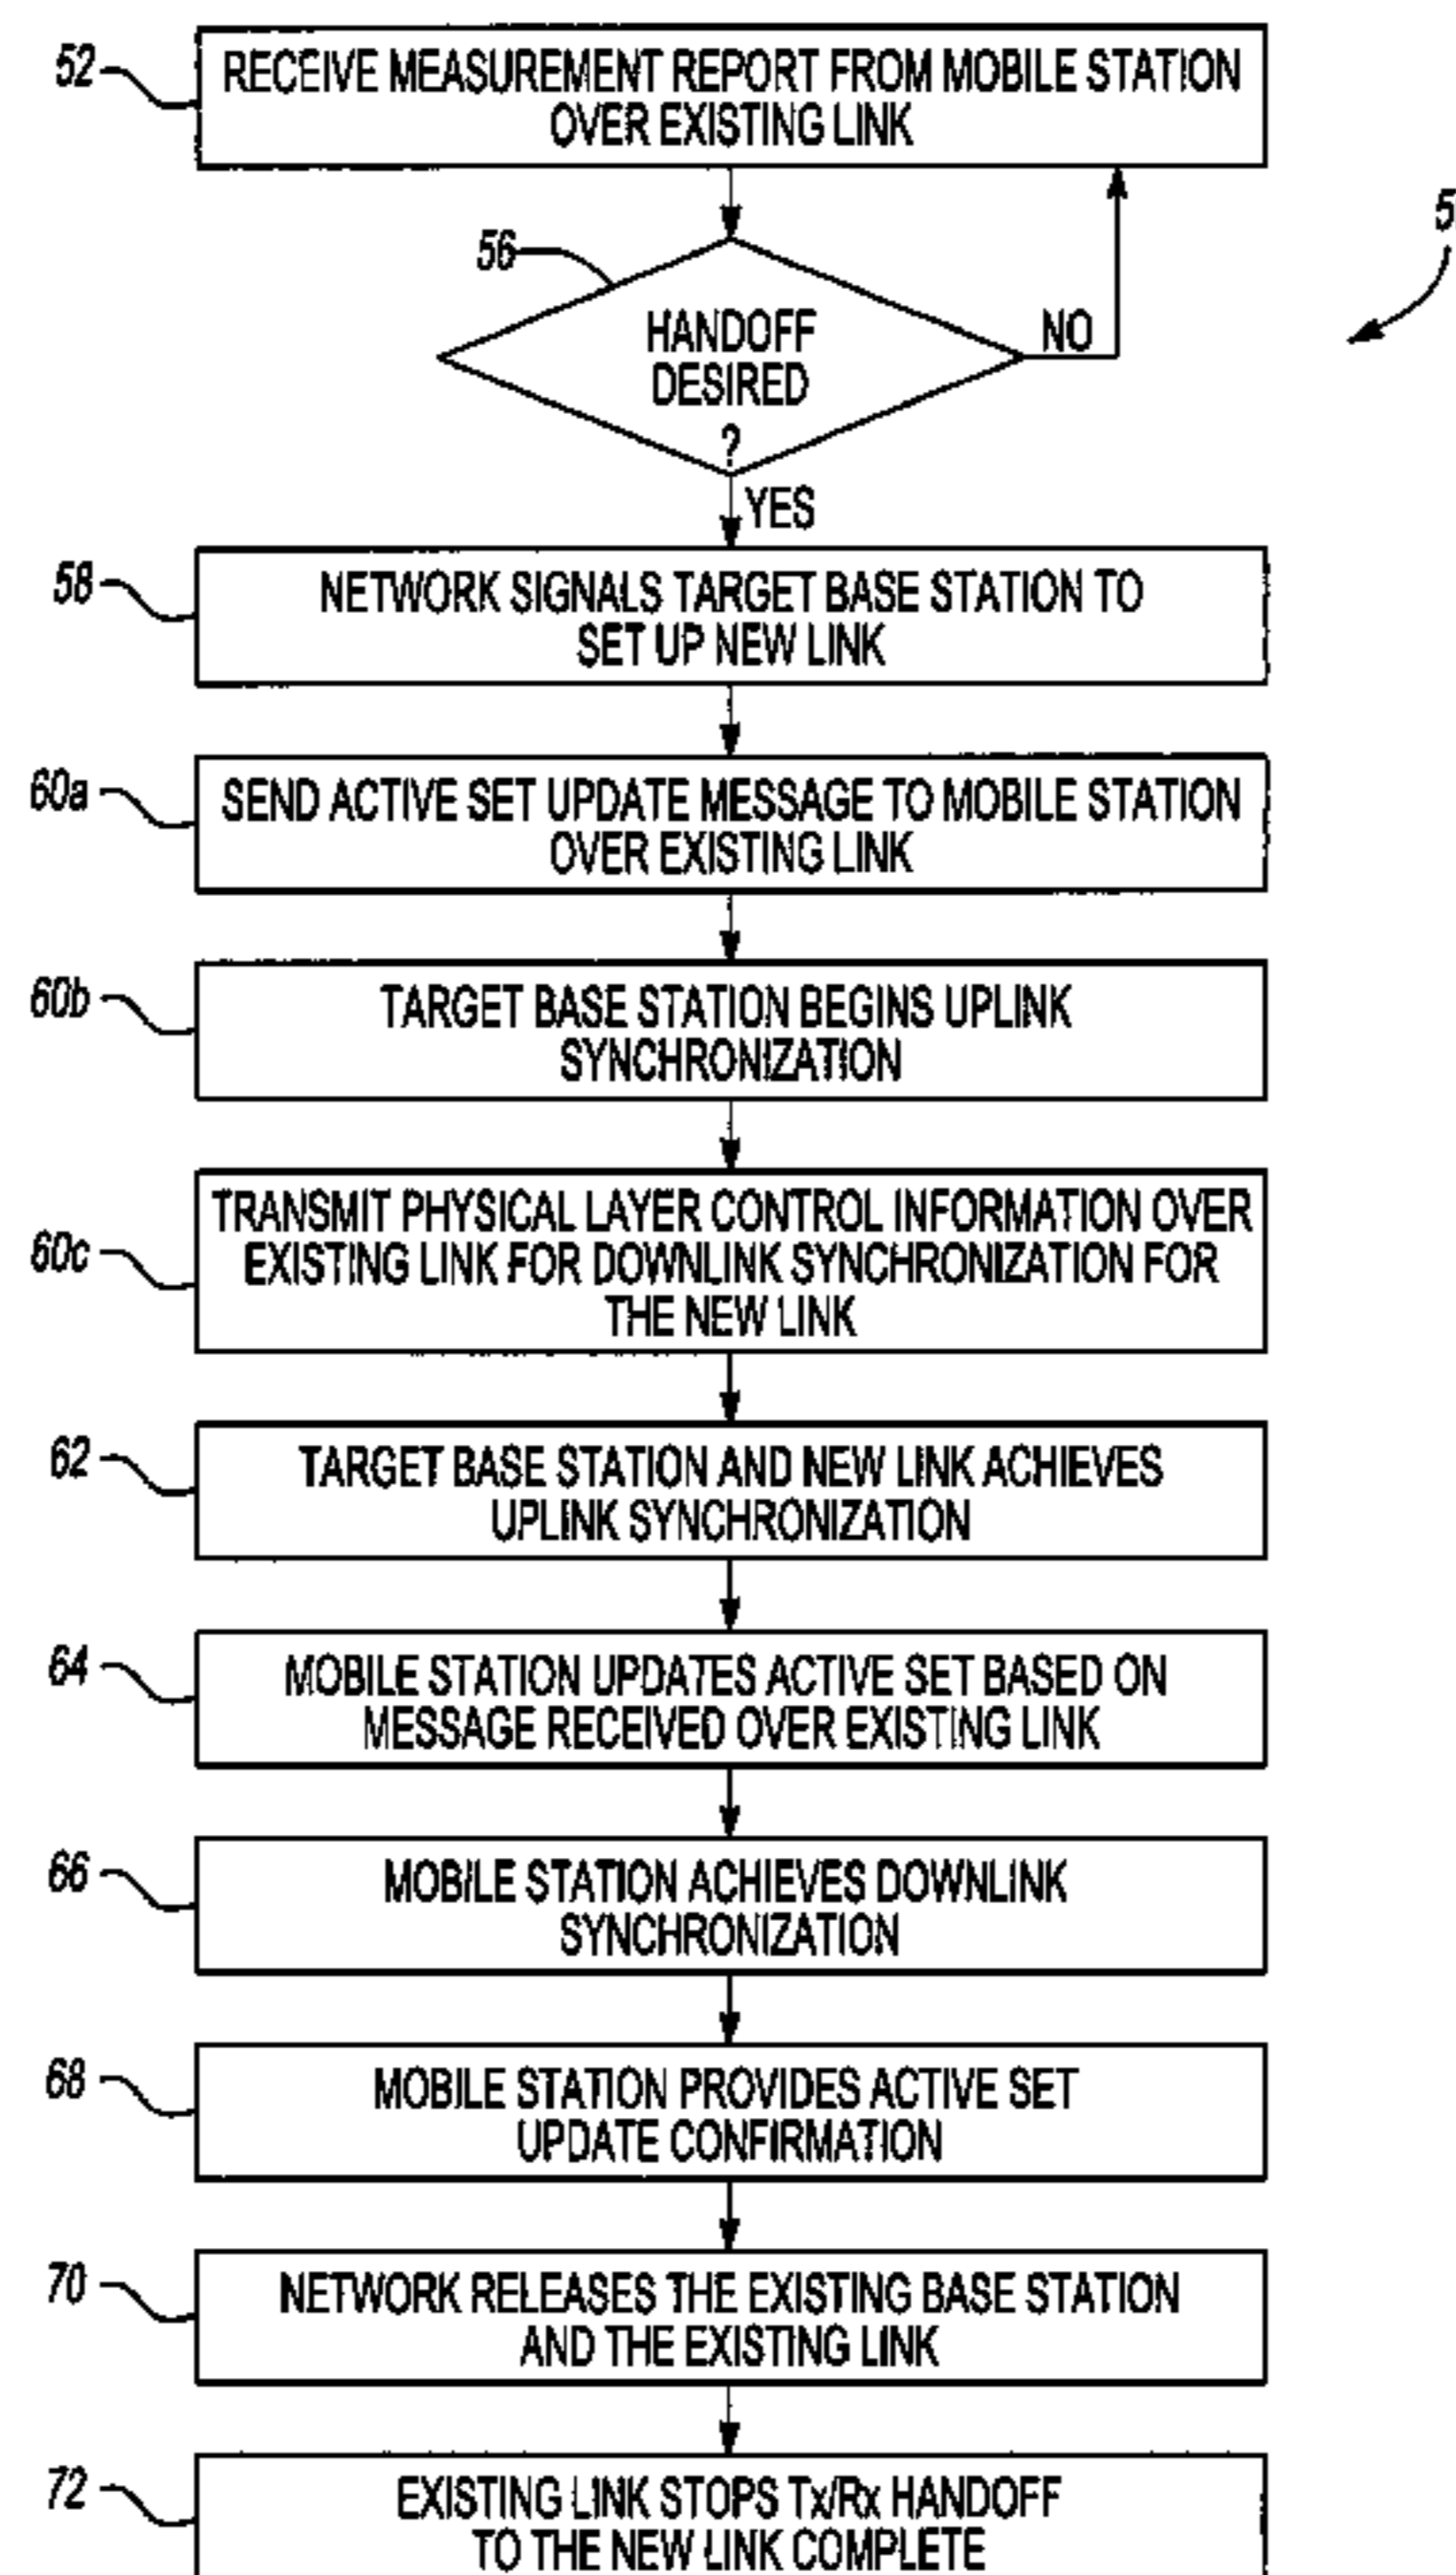 52
RECEIVE MEASUREMENT REPORT FROM MOBILE STATION
OVER EXISTING LINK
5
56
HANDOFF
DESIRED
?
NO
YES
58
NETWORK SIGNALS TARGET BASE STATION TO
SET UP NEW LINK
60a
SEND ACTIVE SET UPDATE MESSAGE TO MOBILE STATION
OVER EXISTING LINK
60b
TARGET BASE STATION BEGINS UPLINK
SYNCHRONIZATION
60c
TRANSMIT PHYSICAL LAYER CONTROL INFORMATION OVER
EXISTING LINK FOR DOWNLINK SYNCHRONIZATION FOR
THE NEW LINK
62
TARGET BASE STATION AND NEW LINK ACHIEVES
UPLINK SYNCHRONIZATION
64
MOBILE STATION UPDATES ACTIVE SET BASED ON
MESSAGE RECEIVED OVER EXISTING LINK
66
MOBILE STATION ACHIEVES DOWNLINK
SYNCHRONIZATION
68
MOBILE STATION PROVIDES ACTIVE SET
UPDATE CONFIRMATION
70
NETWORK RELEASES THE EXISTING BASE STATION
AND THE EXISTING LINK
72
EXISTING LINK STOPS Tx/Rx HANDOFF
TO THE NEW LINK COMPLETE